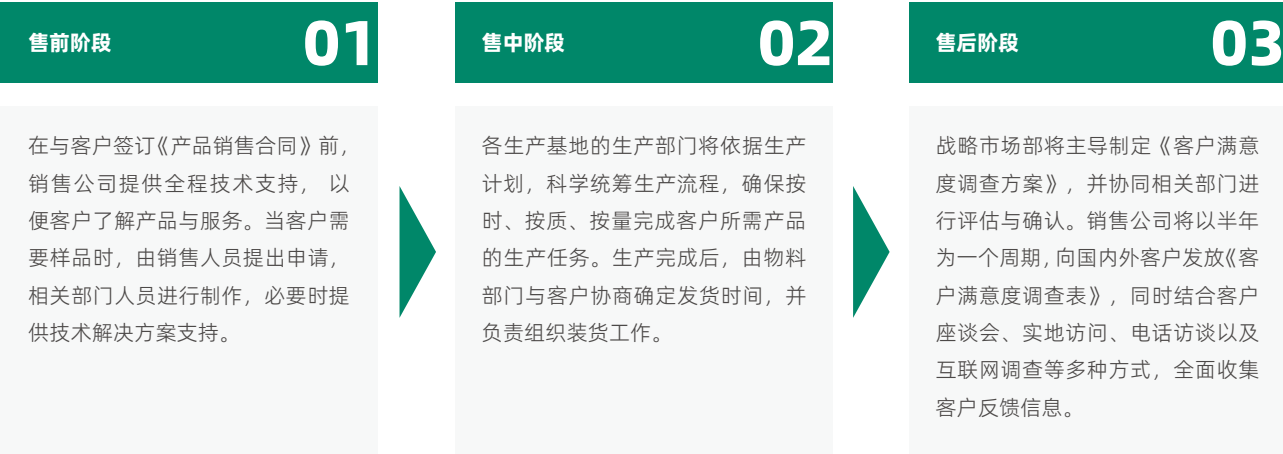 售前阶段
01
在与客户签订《产品销售合同》前，
销售公司提供全程技术支持， 以
便客户了解产品与服务。当客户需
要样品时，由销售人员提出申请，
相关部门人员进行制作，必要时提
供技术解决方案支持。
售中阶段
02
各生产基地的生产部门将依据生产
计划，科学统筹生产流程，确保按
时、按质、按量完成客户所需产品
的生产任务。生产完成后，由物料
部门与客户协商确定发货时间，并
负责组织装货工作。
售后阶段
03
战略市场部将主导制定《客户满意
度调查方案》，并协同相关部门进
行评估与确认。销售公司将以半年
为一个周期，向国内外客户发放《客
户满意度调查表》，同时结合客户
座谈会、实地访问、电话访谈以及
互联网调查等多种方式，全面收集
客户反馈信息。